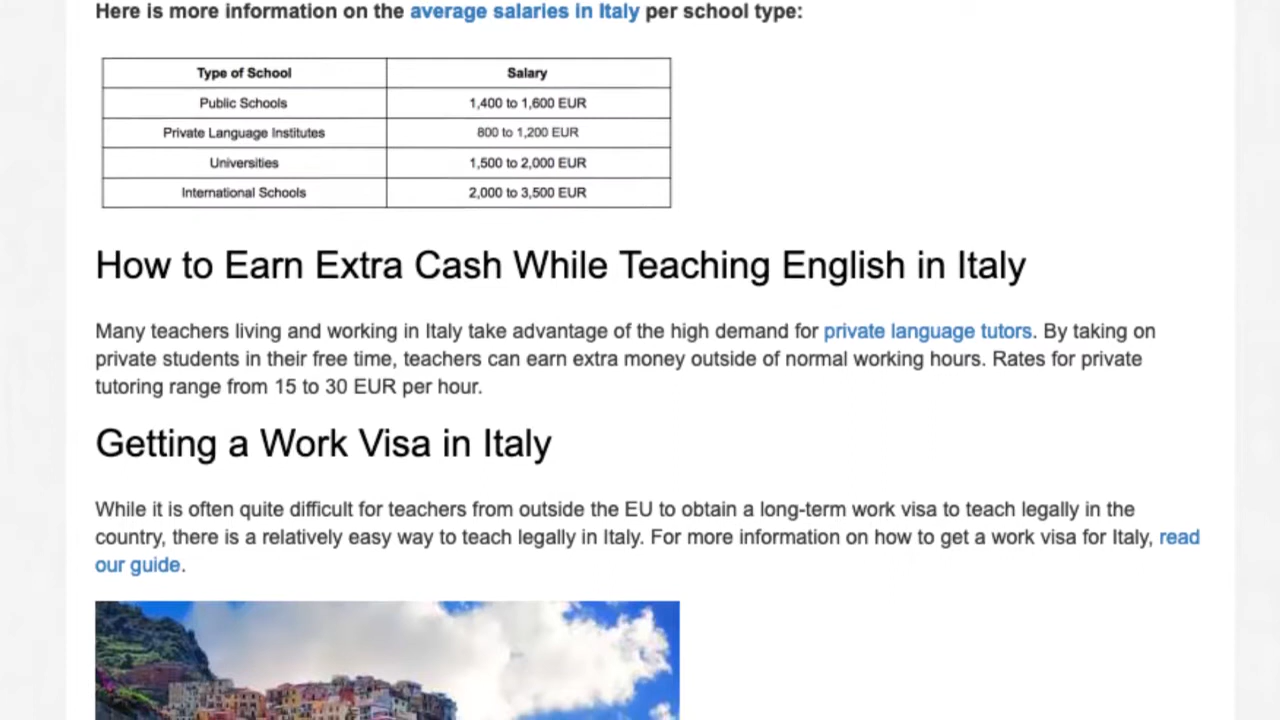 Here is more information on the average salaries in Italy per school type:
Type of School Salary
Public Schools 1,400 to 1,600 EUR
Private Language Institutes 800 to 1,200 EUR
Universities 1,500 to 2,000 EUR
International Schools 2,000 to 3,500 EUR
How to Earn Extra Cash While Teaching English in Italy
Many teachers living and working in Italy take advantage of the high demand for private language tutors. By taking on
private students in their free time, teachers can earn extra money outside of normal working hours. Rates for private
tutoring range from 15 to 30 EUR per hour.
Getting a Work Visa in Italy
While it is often quite difficult for teachers from outside the EU to obtain a long-term work visa to teach legally in the
country, there is a relatively easy way to teach legally in Italy. For more information on how to get a work visa for Italy, read
our guide.